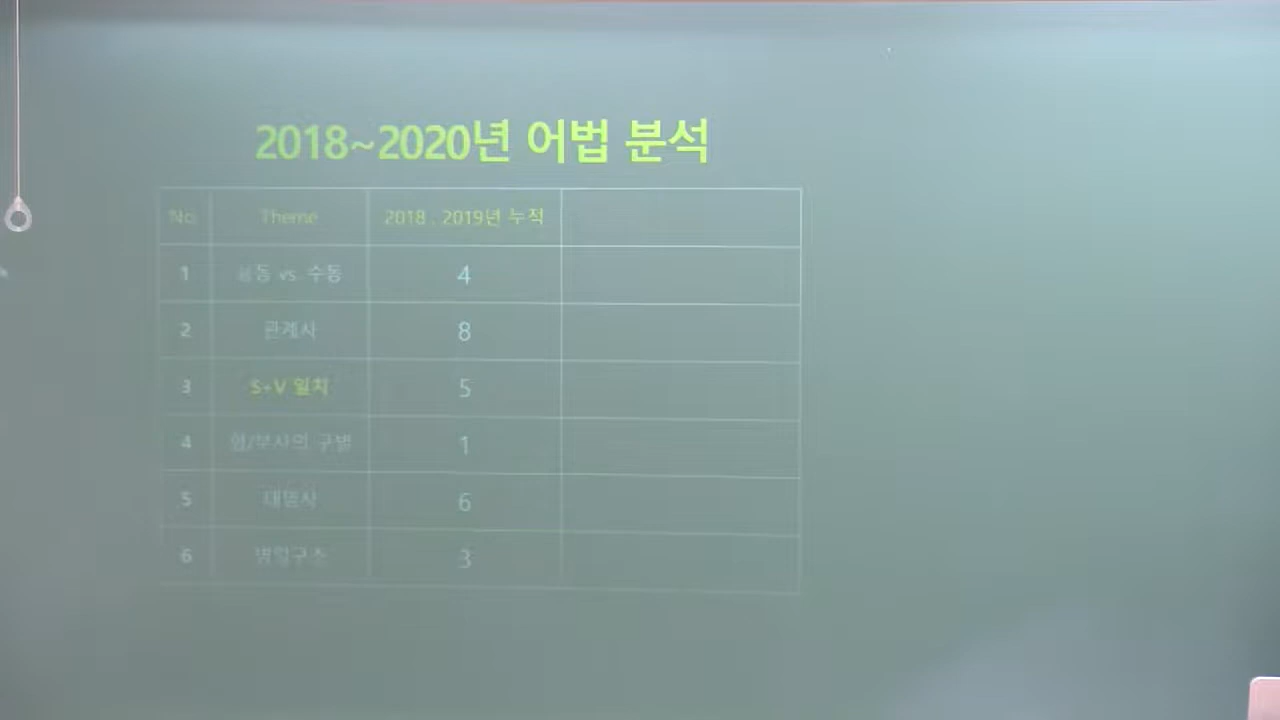 2018~2020년 어법 분석
No Theme 2018 . 2019년 누적
1 능동 vs. 수동 4
2 관계사 8
3 S+V 일치 5
4 형/부사의 구별 1
5 대명사 6
6 병렬구조 3